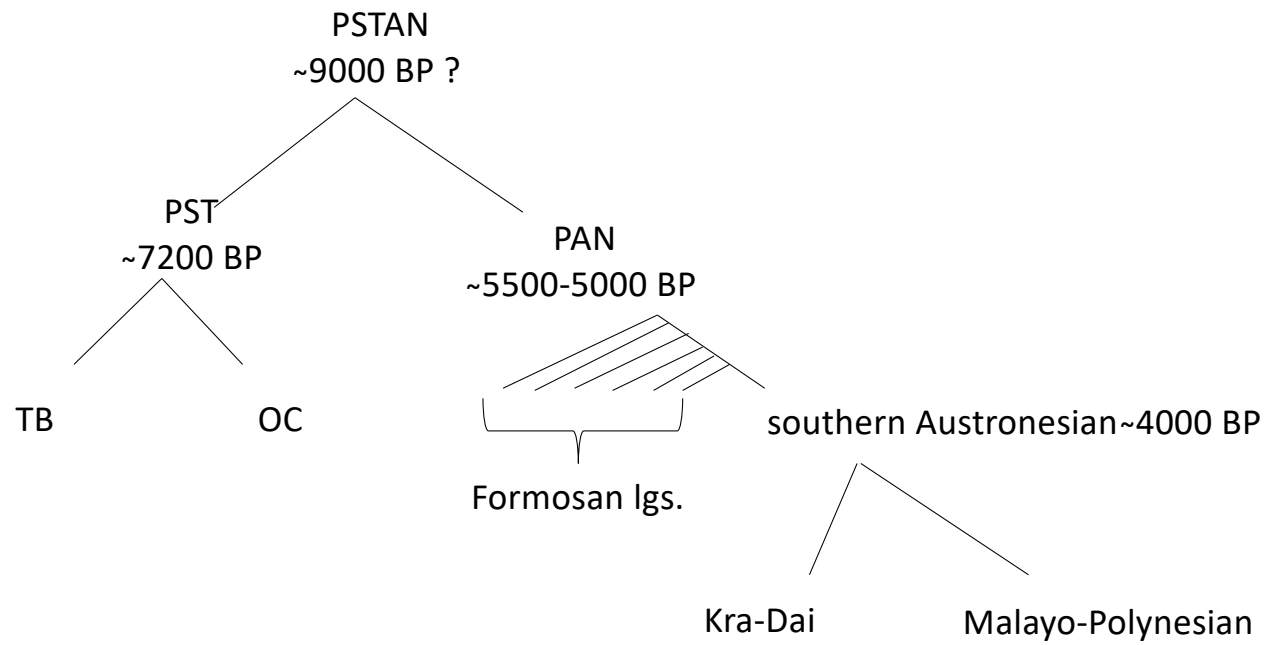 PSTAN
~9000 BP ?
PST
~7200 BP
PAN
~5500-5000 BP
TB
OC
southern Austronesian~4000 BP
Formosan lgs.
Kra-Dai
Malayo-Polynesian